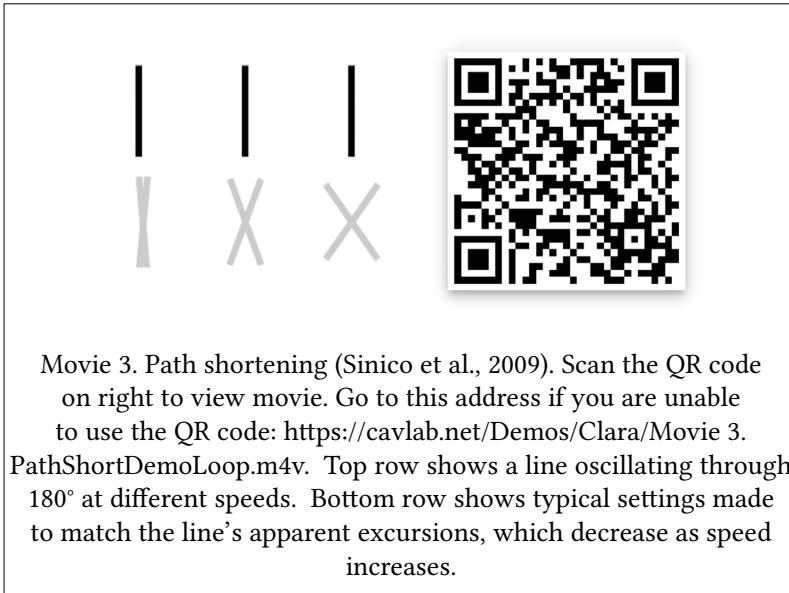 Movie 3. Path shortening (Sinico et al., 2009). Scan the QR code
on right to view movie. Go to this address if you are unable
to use the QR code: https://cavlab.net/Demos/Clara/Movie 3.
PathShortDemoLoop.m4v. Top row shows a line oscillating through
180° at different speeds. Bottom row shows typical settings made
to match the line’s apparent excursions, which decrease as speed
increases.